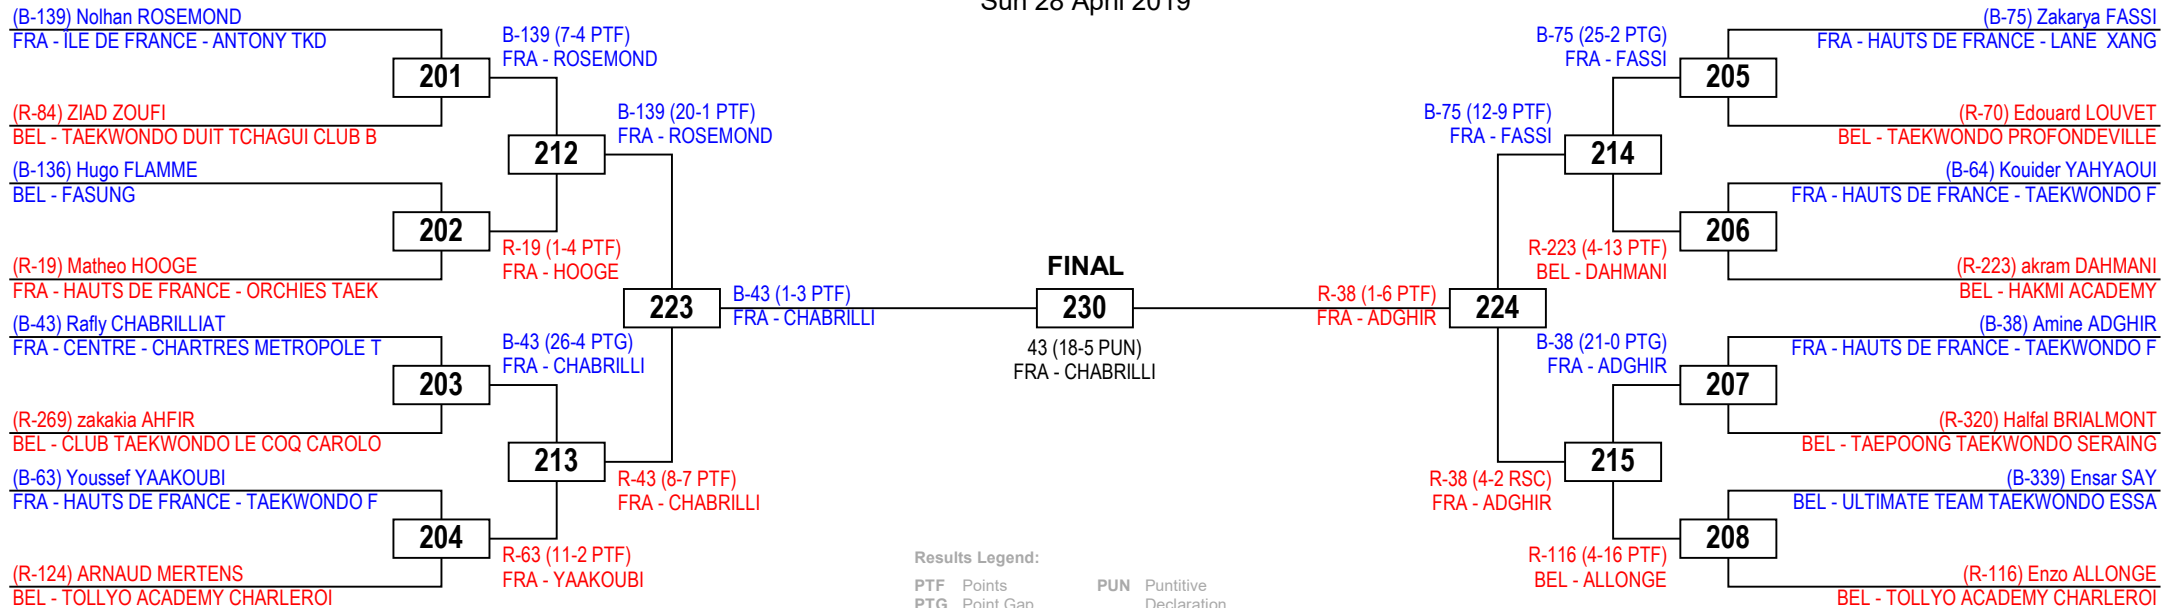 Sun 28 April 2019
(B-139) Nolhan ROSEMOND
FRA - ÎLE DE FRANCE - ANTONY TKD
201
(R-84) ZIAD ZOUFI
BEL - TAEKWONDO DUIT TCHAGUI CLUB B
(B-136) Hugo FLAMME
BEL - FASUNG
202
(R-19) Matheo HOOGE
FRA - HAUTS DE FRANCE - ORCHIES TAEK
(B-43) Rafly CHABRILLIAT
FRA - CENTRE - CHARTRES METROPOLE T
203
(R-269) zakakia AHFIR
BEL - CLUB TAEKWONDO LE COQ CAROLO
(B-63) Youssef YAAKOUBI
FRA - HAUTS DE FRANCE - TAEKWONDO F
204
(R-124) ARNAUD MERTENS
BEL - TOLLYO ACADEMY CHARLEROI
B-139 (7-4 PTF)
FRA - ROSEMOND
212
R-19 (1-4 PTF)
FRA - HOOGE
B-43 (26-4 PTG)
FRA - CHABRILLI
213
R-63 (11-2 PTF)
FRA - YAAKOUBI
B-139 (20-1 PTF)
FRA - ROSEMOND
223
R-43 (8-7 PTF)
FRA - CHABRILLI
B-43 (1-3 PTF)
FRA - CHABRILLI
FINAL
230
43 (18-5 PUN)
FRA - CHABRILLI
R-38 (1-6 PTF)
FRA - ADGHIR
B-75 (12-9 PTF)
FRA - FASSI
224
R-38 (4-2 RSC)
FRA - ADGHIR
B-75 (25-2 PTG)
FRA - FASSI
214
R-223 (4-13 PTF)
BEL - DAHMANI
B-38 (21-0 PTG)
FRA - ADGHIR
215
R-116 (4-16 PTF)
BEL - ALLONGE
(B-75) Zakarya FASSI
FRA - HAUTS DE FRANCE - LANE XANG
205
(R-70) Edouard LOUVET
BEL - TAEKWONDO PROFONDEVILLE
(B-64) Kouider YAHYAOUI
FRA - HAUTS DE FRANCE - TAEKWONDO F
206
(R-223) akram DAHMANI
BEL - HAKMI ACADEMY
(B-38) Amine ADGHIR
FRA - HAUTS DE FRANCE - TAEKWONDO F
207
(R-320) Halfal BRIALMONT
BEL - TAEPOONG TAEKWONDO SERAING
(B-339) Ensar SAY
BEL - ULTIMATE TEAM TAEKWONDO ESSA
208
(R-116) Enzo ALLONGE
BEL - TOLLYO ACADEMY CHARLEROI
Results Legend:
PTF Points PUN Puntitive
PTG Point Gap Declaration